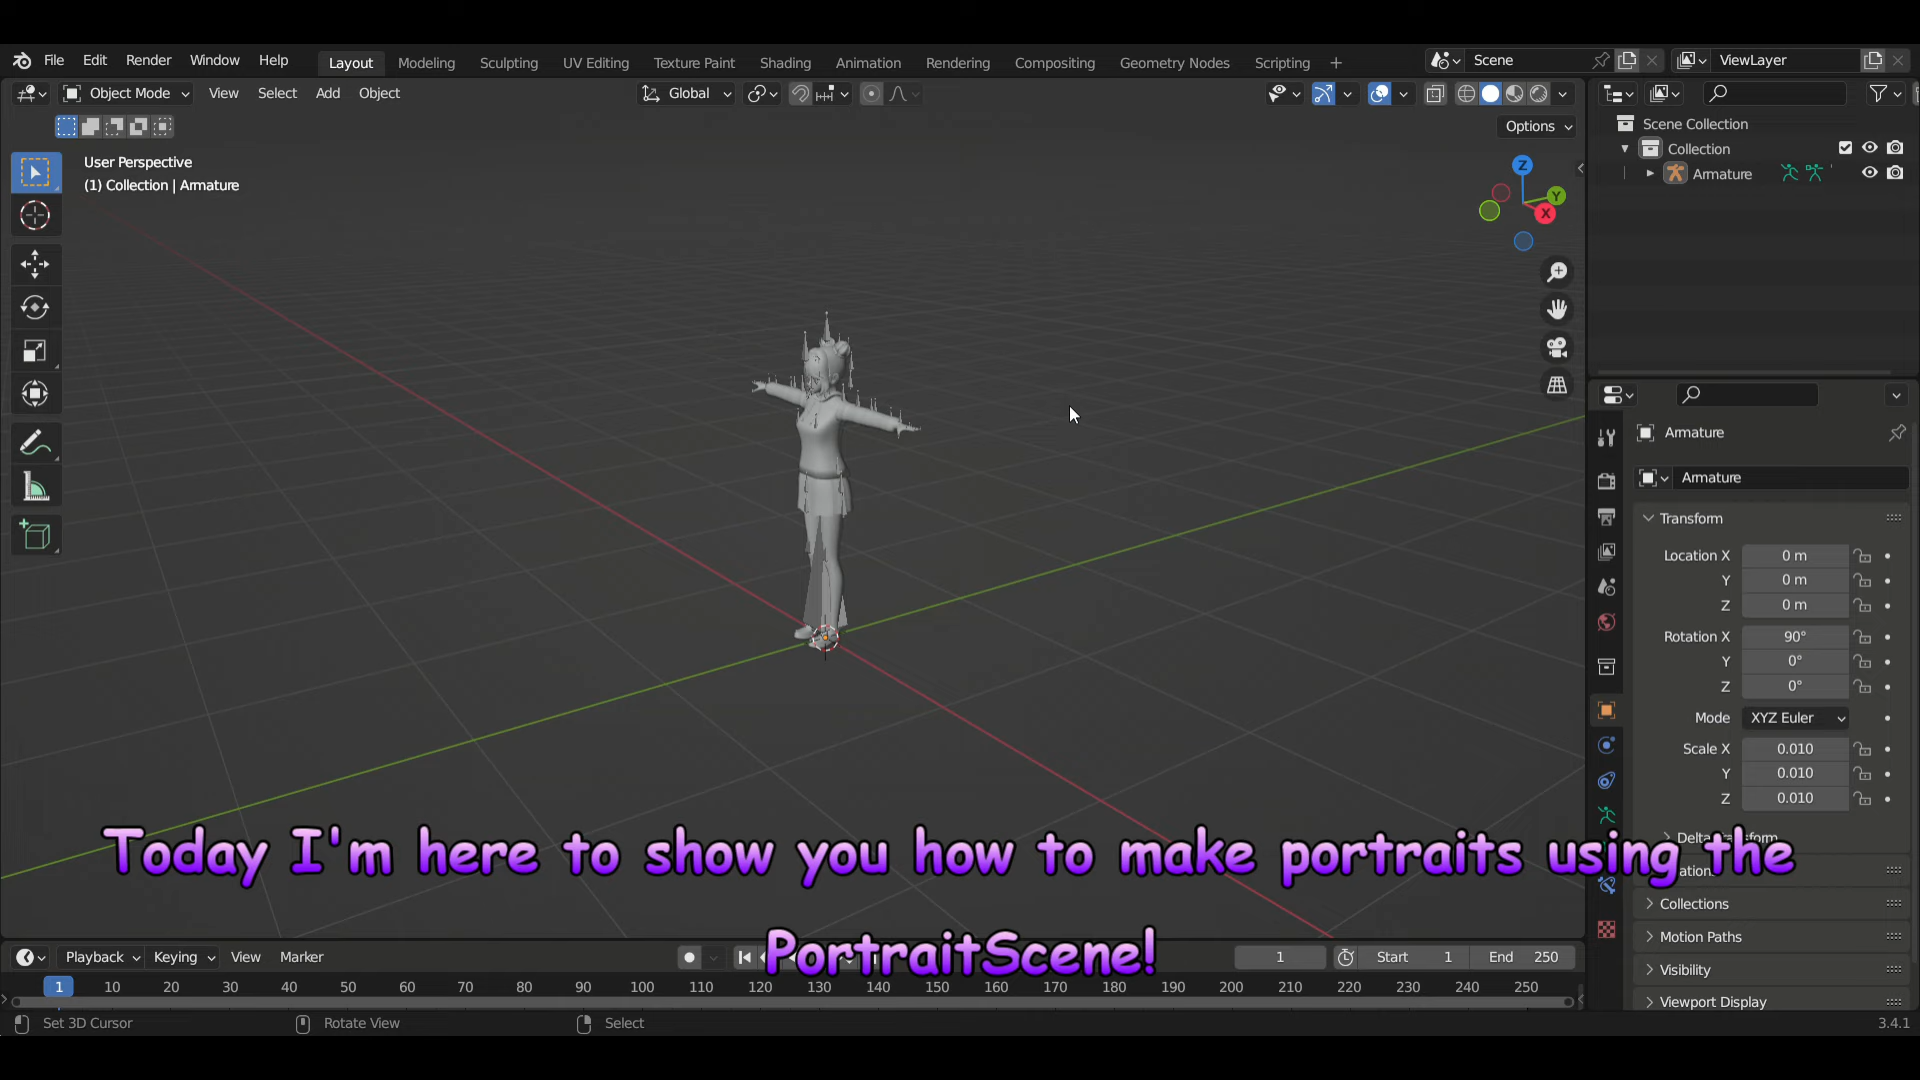 File Edit Render Window Help Layout Modeling Sculpting UV Editing Texture Paint Shading Animation Rendering Compositing Geometry Nodes Scripting + Scene ViewLayer
Object Mode View Select Add Object Global
Options
User Perspective
(1) Collection | Armature
Z
Y
X
Scene Collection
Collection
Armature
Armature
Armature
Transform
Location X 0 m
Y 0 m
Z 0 m
Rotation X 90°
Y 0°
Z 0°
Mode XYZ Euler
Scale X 0.010
Y 0.010
Z 0.010
Collections
Motion Paths
Visibility
Viewport Display
Today I'm here to show you how to make portraits using the
PortraitScene!
Playback Keying View Marker 1 Start 1 End 250
1 10 20 30 40 50 60 70 80 90 100 110 120 130 140 150 160 170 180 190 200 210 220 230 240 250
Set 3D Cursor Rotate View Select 3.4.1